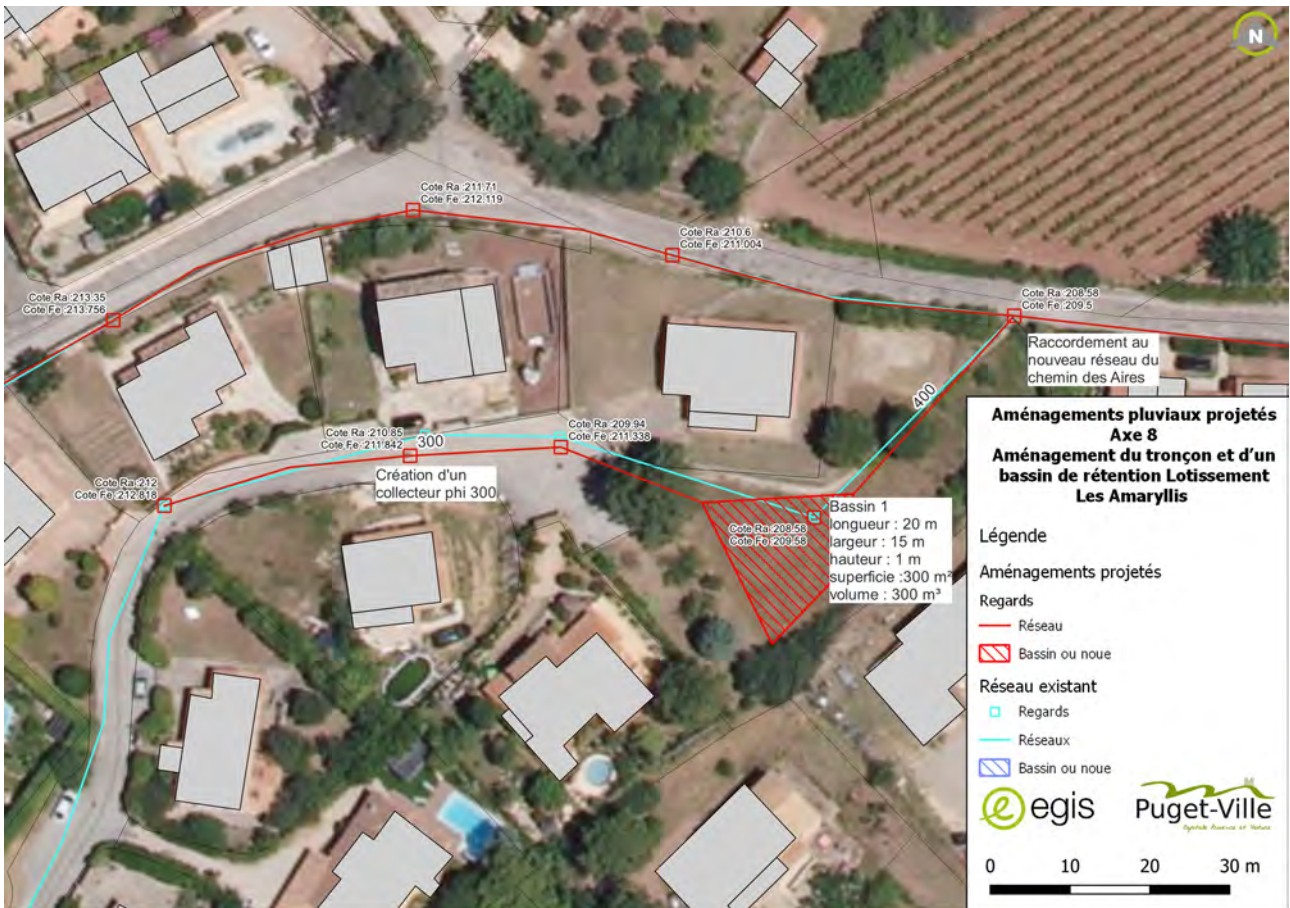 N
Cote Ra :211.71
Cote Fe :212.119
Cote Ra :210.6
Cote Fe :211.004
Cote Ra :213.35
Cote Fe :213.756
Cote Ra :208.58
Cote Fe :209.5
Raccordement au
nouveau réseau du
chemin des Aires
400
Cote Ra :209.94
Cote Fe :211.338
Cote Ra :210.85
Cote Fe :211.842
300
Création d'un
collecteur phi 300
Cote Ra :212
Cote Fe :212.818
Cote Ra:208.58
Cote Fe :209.58
Bassin 1
longueur : 20 m
largeur : 15 m
hauteur : 1 m
superficie :300 m²
volume : 300 m³
Aménagements pluviaux projetés
Axe 8
Aménagement du tronçon et d'un
bassin de rétention Lotissement
Les Amaryllis
Légende
Aménagements projetés
Regards
Réseau
Bassin ou noue
Réseau existant
Regards
Réseaux
Bassin ou noue
e egis
Puget-Ville
0 10 20 30 m